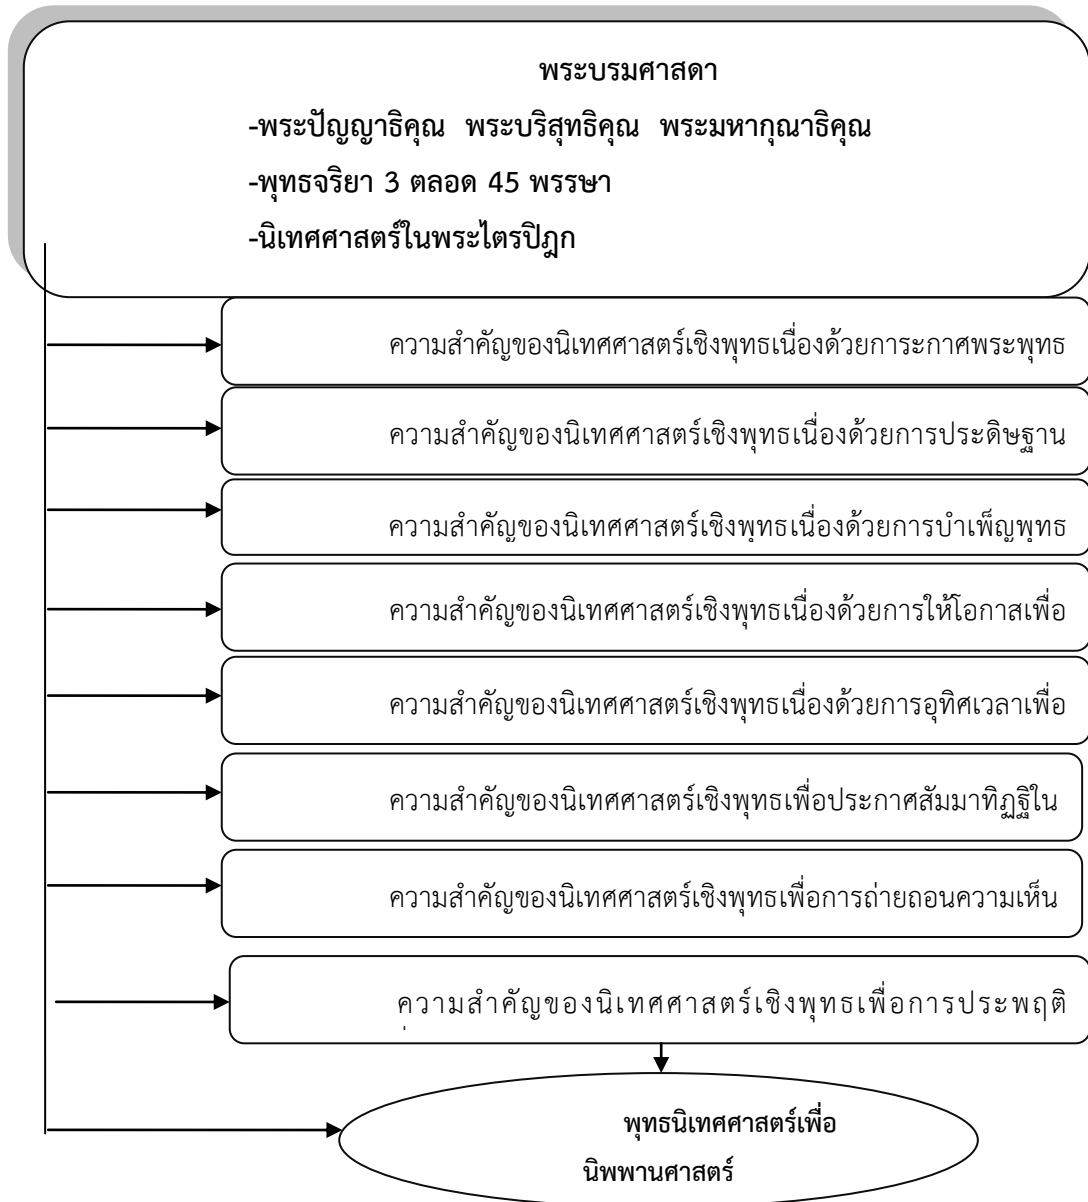 พระบรมศาสดา
-พระปัญญาธิคุณ พระบริสุทธิคุณ พระมหากุณาธิคุณ
-พุทธจริยา 3 ตลอด 45 พรรษา
-นิเทศศาสตร์ในพระไตรปิฎก
ความสำคัญของนิเทศศาสตร์เชิงพุทธเนื่องด้วยการะกาศพระพุทธ
ความสำคัญของนิเทศศาสตร์เชิงพุทธเนื่องด้วยการประดิษฐาน
ความสำคัญของนิเทศศาสตร์เชิงพุทธเนื่องด้วยการบำเพ็ญพุทธ
ความสำคัญของนิเทศศาสตร์เชิงพุทธเนื่องด้วยการให้โอกาสเพื่อ
ความสำคัญของนิเทศศาสตร์เชิงพุทธเนื่องด้วยการอุทิศเวลาเพื่อ
ความสำคัญของนิเทศศาสตร์เชิงพุทธเพื่อประกาศสัมมาทิฏฐิใน
ความสำคัญของนิเทศศาสตร์เชิงพุทธเพื่อการถ่ายถอนความเห็น
ความสำคัญของนิเทศศาสตร์เชิงพุทธเพื่อการประพฤติ
พุทธนิเทศศาสตร์เพื่อ
นิพพานศาสตร์